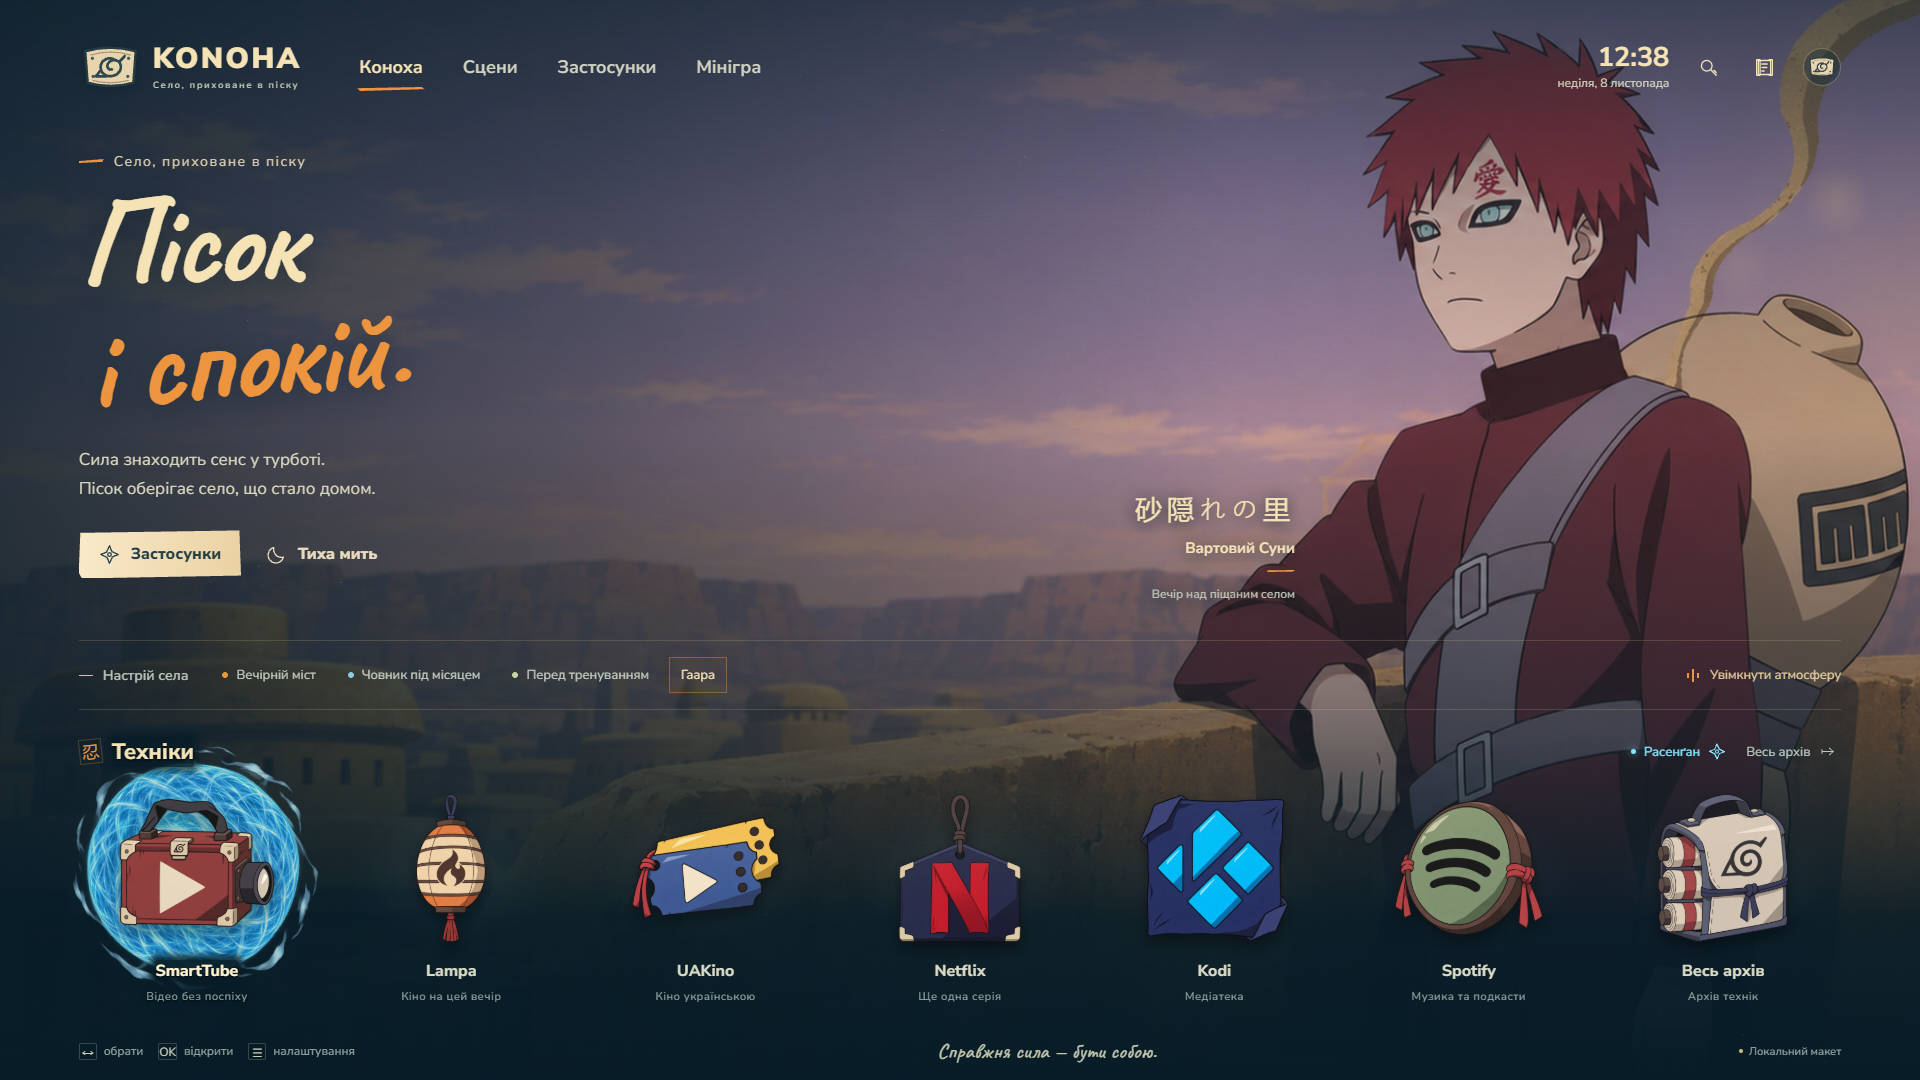 KONOHA
Село, приховане в піску
Коноха
Сцени
Застосунки
Мінігра
12:38
неділя, 8 листопада
愛
Село, приховане в піску
Пісок
і спокій.
Сила знаходить сенс у турботі.
Пісок оберігає село, що стало домом.
Застосунки
Тиха мить
砂隠れの里
Вартовий Суни
Вечір над піщаним селом
Настрій села
Вечірній міст
Човник під місяцем
Перед тренуванням
Гаара
Увімкнути атмосферу
忍 Техніки
Расенґан
Весь архів
N
SmartTube
Відео без поспіху
Lampa
Кіно на цей вечір
UAKino
Кіно українською
Netflix
Ще одна серія
Kodi
Медіатека
Spotify
Музика та подкасти
Весь архів
Архів технік
обрати
OK відкрити
налаштування
Справжня сила — бути собою.
Локальний макет